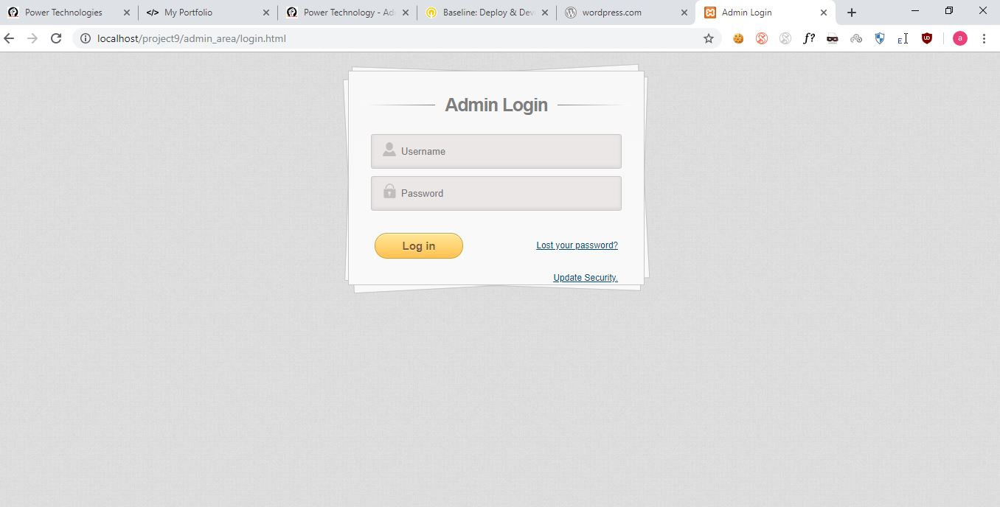 Power Technologies
</> My Portfolio
Power Technology - Ad
Baseline: Deploy & Dev
wordpress.com
Admin Login
localhost/project9/admin_area/login.html
f?
E
a
Admin Login
Username
Password
Log in
Lost your password?
Update Security.